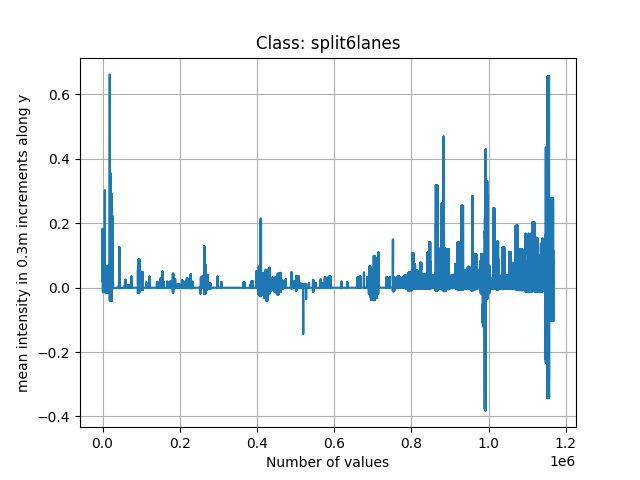 Class: split6lanes
mean intensity in 0.3m increments along y
0.6
0.4
0.2
0.0
−0.2
−0.4
0.0 0.2 0.4 0.6 0.8 1.0 1.2
1e6
Number of values